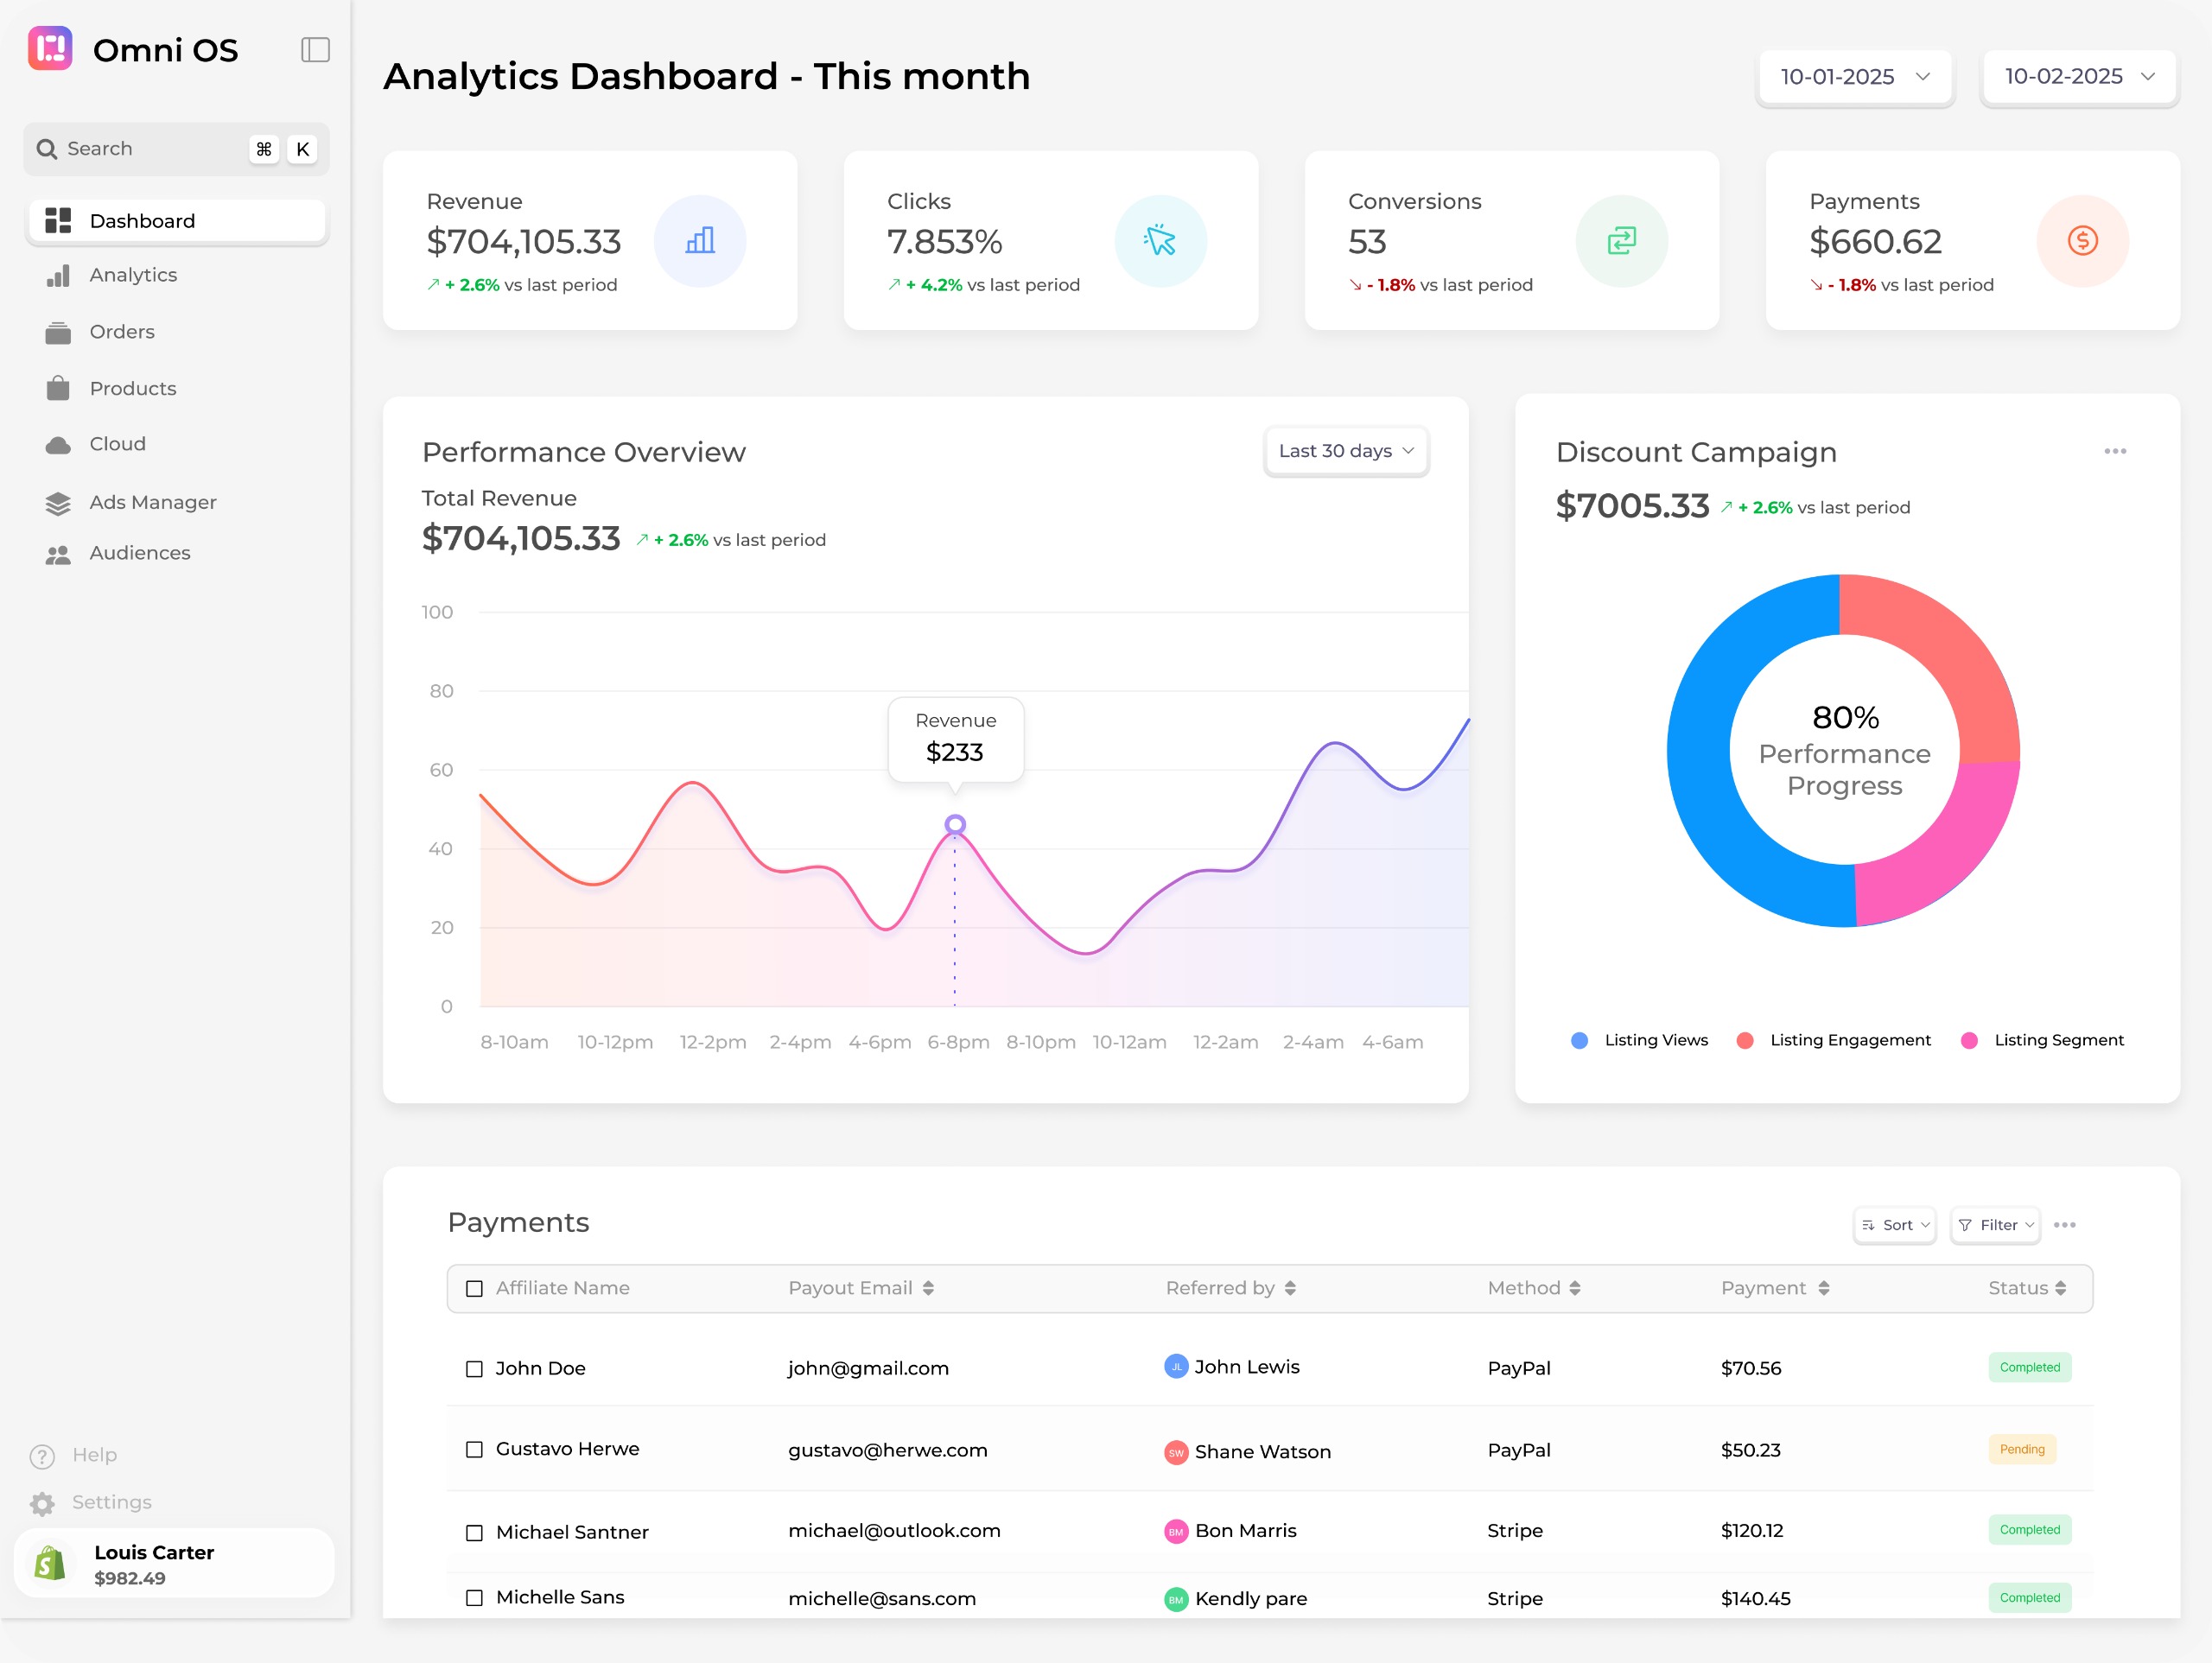 Omni OS
Search ⌘ K
Dashboard
Analytics
Orders
Products
Cloud
Ads Manager
Audiences
Help
Settings
Louis Carter
$982.49
Analytics Dashboard - This month
10-01-2025
10-02-2025
Revenue
$704,105.33
+ 2.6% vs last period
Clicks
7.853%
+ 4.2% vs last period
Conversions
53
- 1.8% vs last period
Payments
$660.62
- 1.8% vs last period
Performance Overview
Last 30 days
Total Revenue
$704,105.33 + 2.6% vs last period
100
80
60
40
20
0
Revenue
$233
8-10am 10-12pm 12-2pm 2-4pm 4-6pm 6-8pm 8-10pm 10-12am 12-2am 2-4am 4-6am
Discount Campaign
$7005.33 + 2.6% vs last period
80%
Performance
Progress
Listing Views Listing Engagement Listing Segment
Payments
Sort Filter
Affiliate Name Payout Email Referred by Method Payment Status
John Doe john@gmail.com JL John Lewis PayPal $70.56 Completed
Gustavo Herwe gustavo@herwe.com SW Shane Watson PayPal $50.23 Pending
Michael Santner michael@outlook.com BM Bon Marris Stripe $120.12 Completed
Michelle Sans michelle@sans.com BM Kendly pare Stripe $140.45 Completed